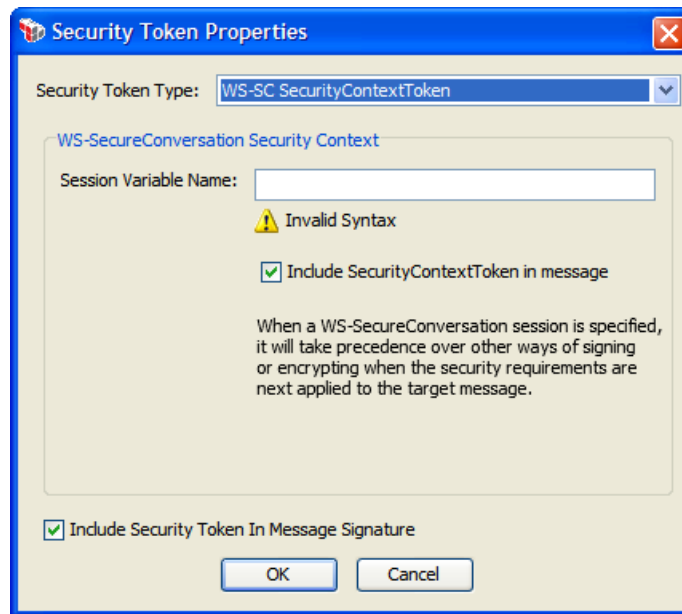 Security Token Properties
Security Token Type: WS-SC SecurityContextToken
WS-SecureConversation Security Context
Session Variable Name:
Invalid Syntax
Include SecurityContextToken in message
When a WS-SecureConversation session is specified,
it will take precedence over other ways of signing
or encrypting when the security requirements are
next applied to the target message.
Include Security Token In Message Signature
OK Cancel